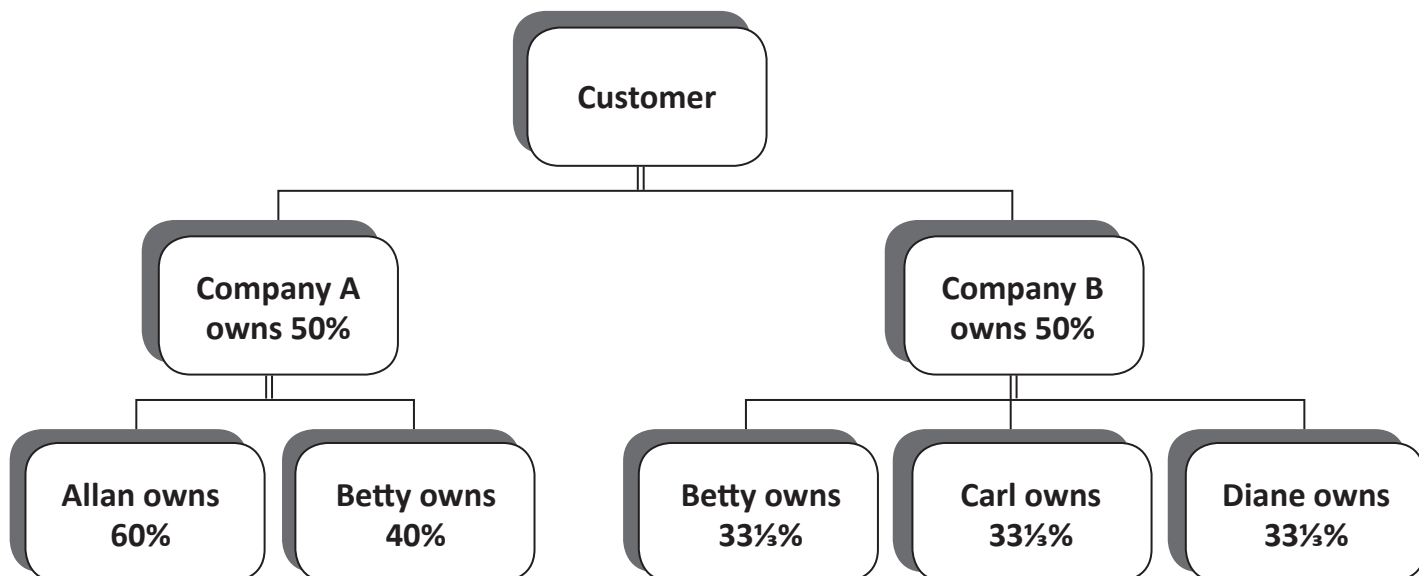 Customer
Company A
owns 50%
Company B
owns 50%
Allan owns
60%
Betty owns
40%
Betty owns
33⅓%
Carl owns
33⅓%
Diane owns
33⅓%